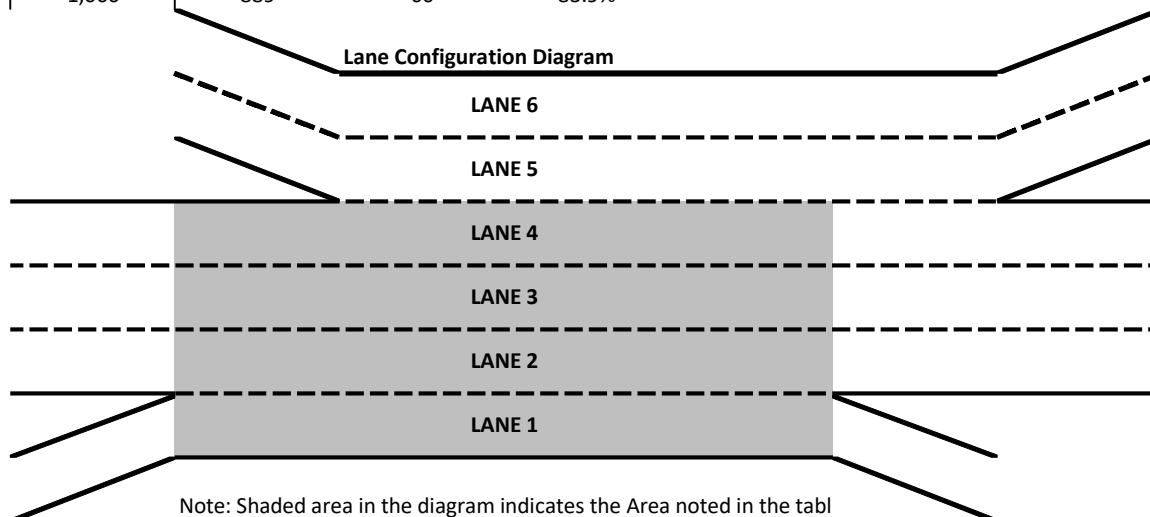 Lane Configuration Diagram
LANE 6
LANE 5
LANE 4
LANE 3
LANE 2
LANE 1
Note: Shaded area in the diagram indicates the Area noted in the tabl